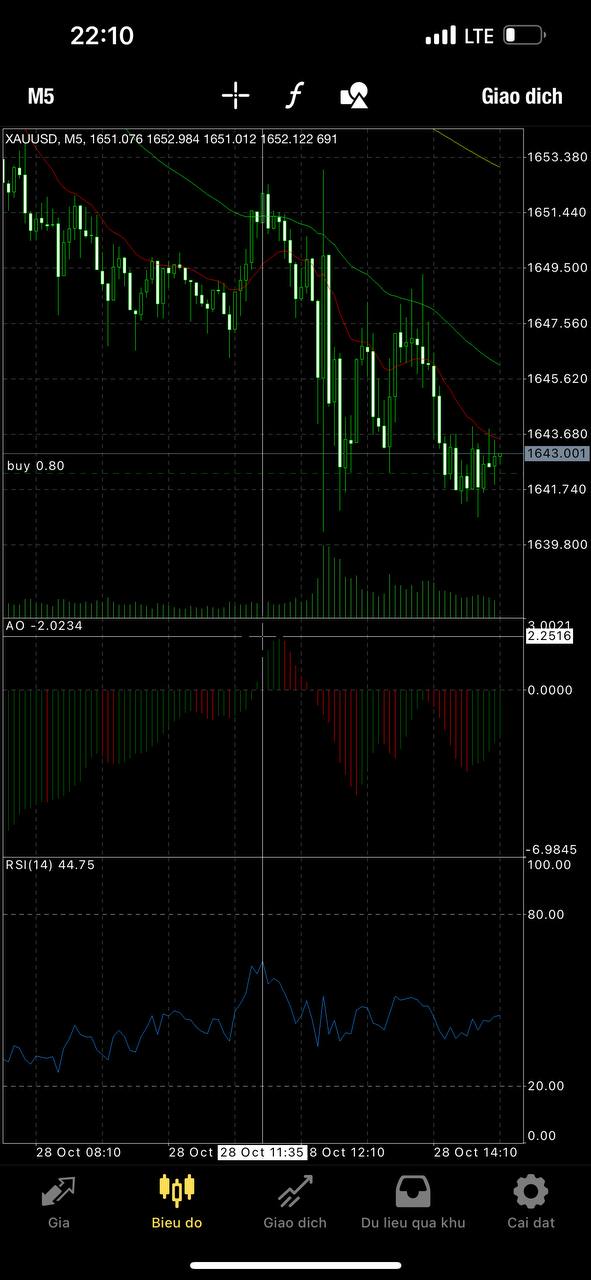 22:10
LTE
M5
f
Giao dich
XAUUSD, M5, 1651.076 1652.984 1651.012 1652.122 691
1653.380
1651.440
1649.500
1647.560
1645.620
1643.680
1643.001
buy 0.80
1641.740
1639.800
AO -2.0234
3.0021
2.2516
0.0000
-6.9845
RSI(14) 44.75
100.00
80.00
20.00
0.00
28 Oct 08:10
28 Oct
28 Oct 11:35
8 Oct 12:10
28 Oct 14:10
Gia
Bieu do
Giao dich
Du lieu qua khu
Cai dat